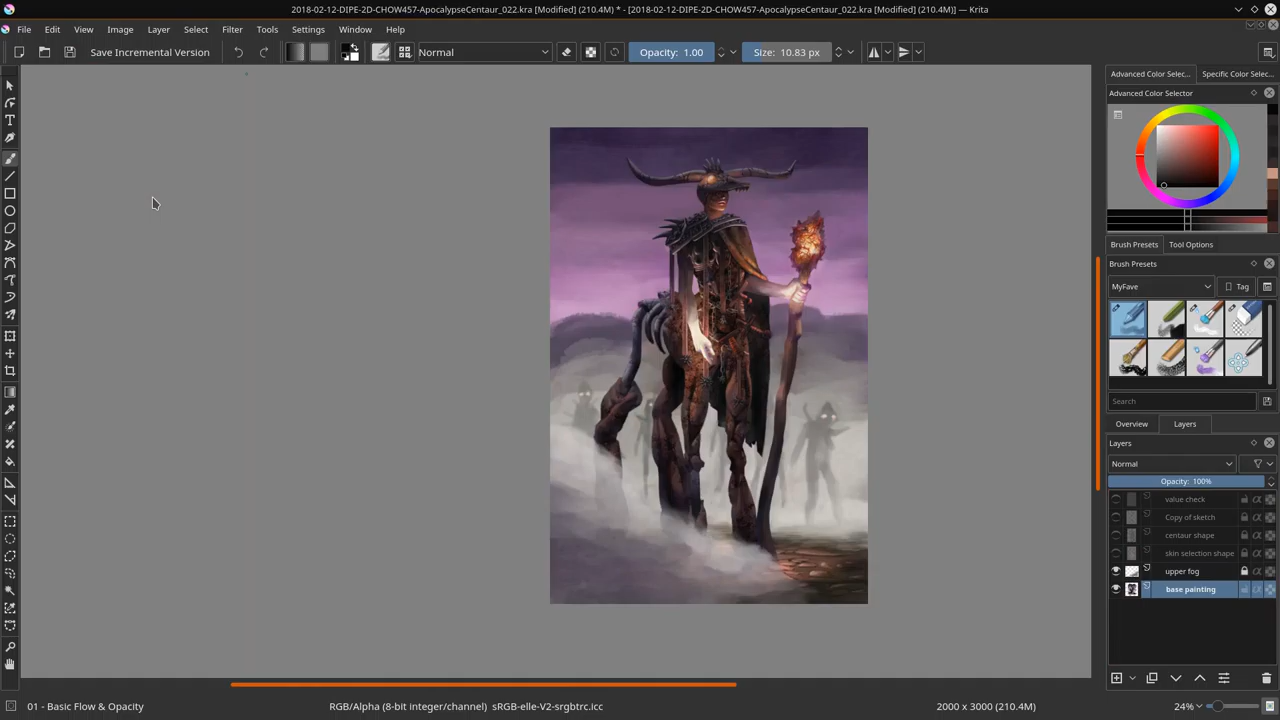 2018-02-12-DIPE-2D-CHOW457-ApocalypseCentaur_022.kra [Modified] (210.4M) * - [2018-02-12-DIPE-2D-CHOW457-ApocalypseCentaur_022.kra [Modified] (210.4M)] — Krita
File Edit View Image Layer Select Filter Tools Settings Window Help
Save Incremental Version Normal Opacity: 1.00 Size: 10.83 px
Advanced Color Selec... Specific Color Selec...
Advanced Color Selector
Brush Presets Tool Options
Brush Presets
MyFave Tag
Search
Overview Layers
Layers
Normal
Opacity: 100%
value check
Copy of sketch
centaur shape
skin selection shape
upper fog
base painting
01 - Basic Flow & Opacity RGB/Alpha (8-bit integer/channel) sRGB-elle-V2-srgbtrc.icc 2000 x 3000 (210.4M) 24%